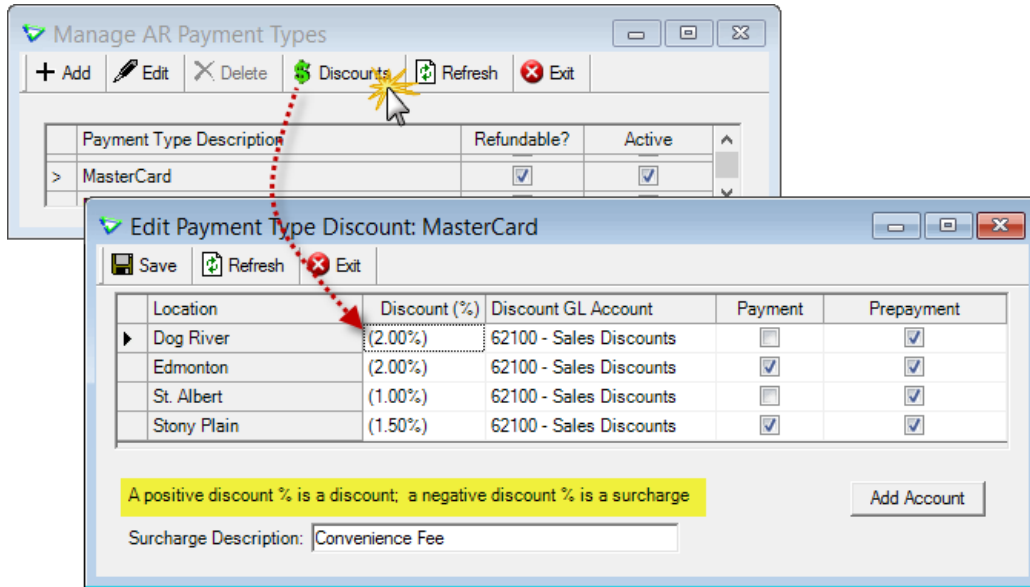 Manage AR Payment Types
Add Edit Delete Discounts Refresh Exit
Payment Type Description Refundable? Active
> MasterCard
Edit Payment Type Discount: MasterCard
Save Refresh Exit
Location Discount (%) Discount GL Account Payment Prepayment
Dog River (2.00%) 62100 - Sales Discounts
Edmonton (2.00%) 62100 - Sales Discounts
St. Albert (1.00%) 62100 - Sales Discounts
Stony Plain (1.50%) 62100 - Sales Discounts
A positive discount % is a discount; a negative discount % is a surcharge
Add Account
Surcharge Description: Convenience Fee